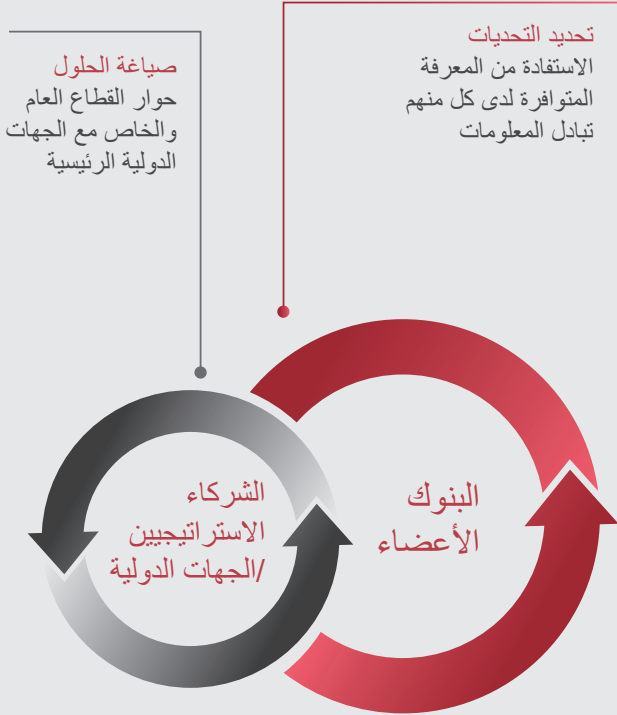 تحديد التحديات
الاستفادة من المعرفة
المتوافرة لدى كل منهم
تبادل المعلومات
صياغة الحلول
حوار القطاع العام
والخاص مع الجهات
الدولية الرئيسية
البنوك
الأعضاء
الشركاء
الاستراتيجيين
/الجهات الدولية